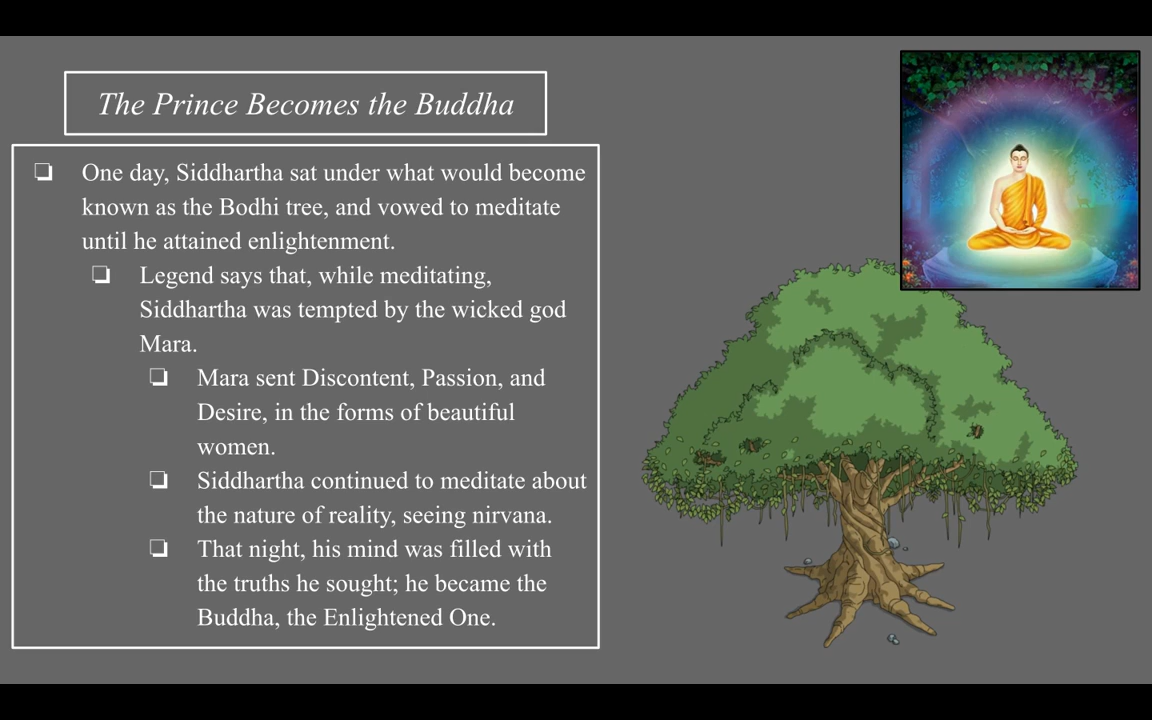 The Prince Becomes the Buddha
❏ One day, Siddhartha sat under what would become
known as the Bodhi tree, and vowed to meditate
until he attained enlightenment.
❏ Legend says that, while meditating,
Siddhartha was tempted by the wicked god
Mara.
❏ Mara sent Discontent, Passion, and
Desire, in the forms of beautiful
women.
❏ Siddhartha continued to meditate about
the nature of reality, seeing nirvana.
❏ That night, his mind was filled with
the truths he sought; he became the
Buddha, the Enlightened One.